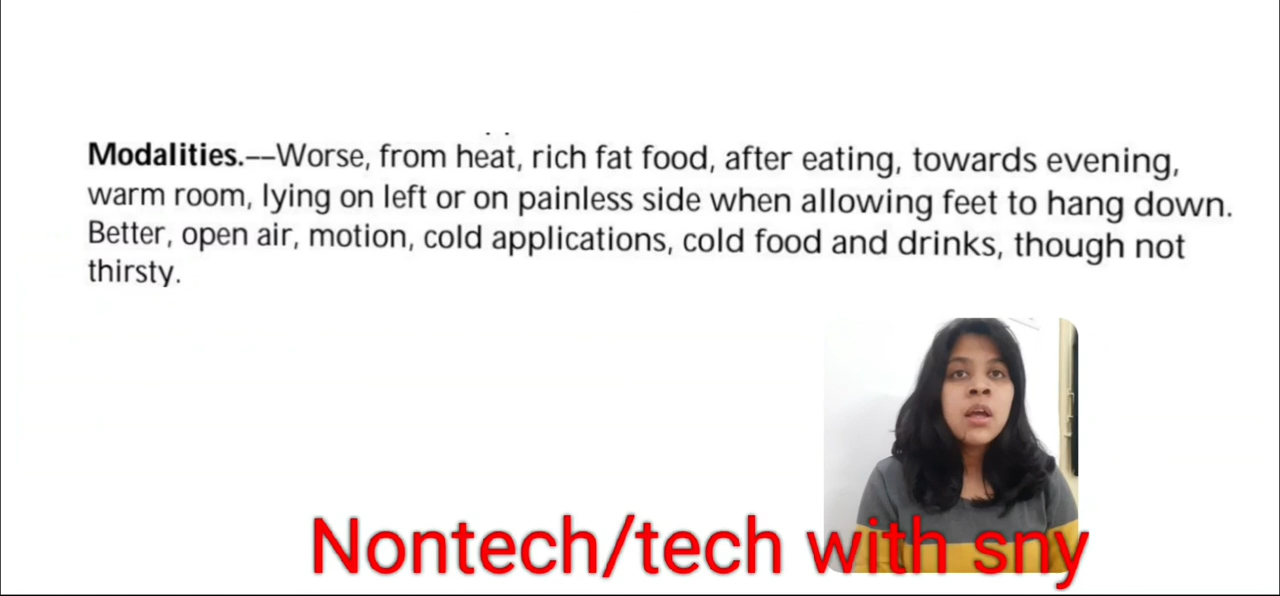 Modalities.––Worse, from heat, rich fat food, after eating, towards evening,
warm room, lying on left or on painless side when allowing feet to hang down.
Better, open air, motion, cold applications, cold food and drinks, though not
thirsty.
Nontech/tech with sny